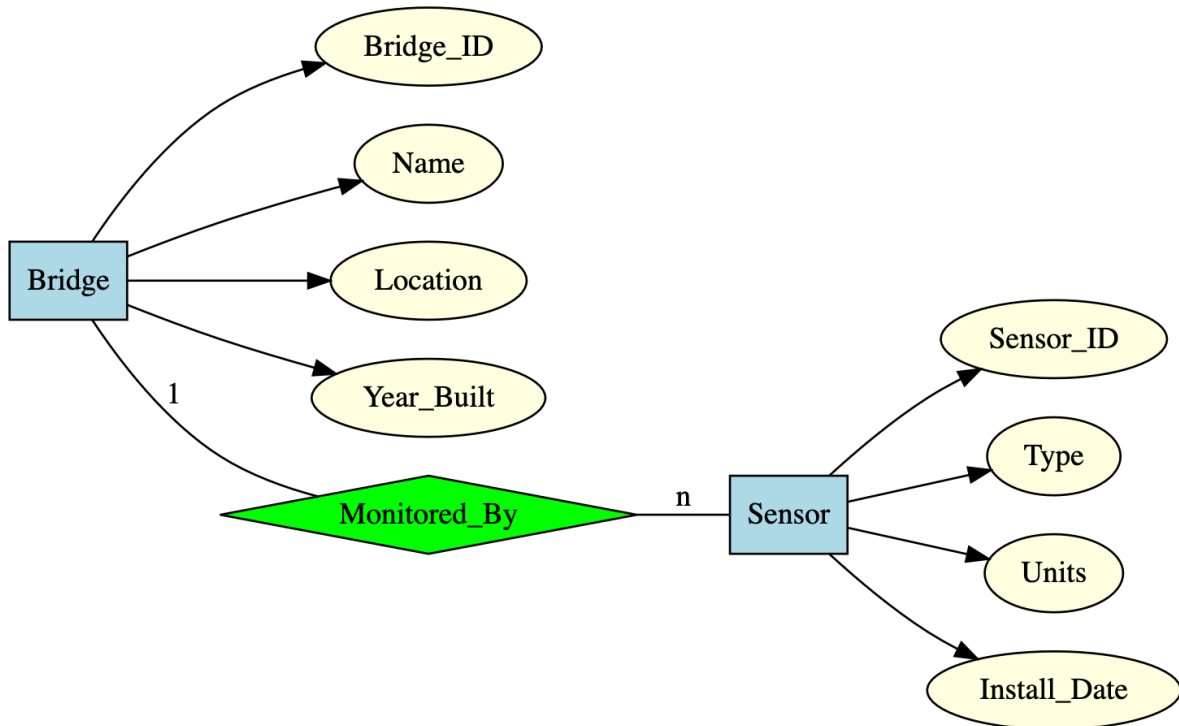 Bridge_ID
Name
Bridge
Location
Sensor_ID
Year_Built
1
Type
n
Monitored_By
Sensor
Units
Install_Date